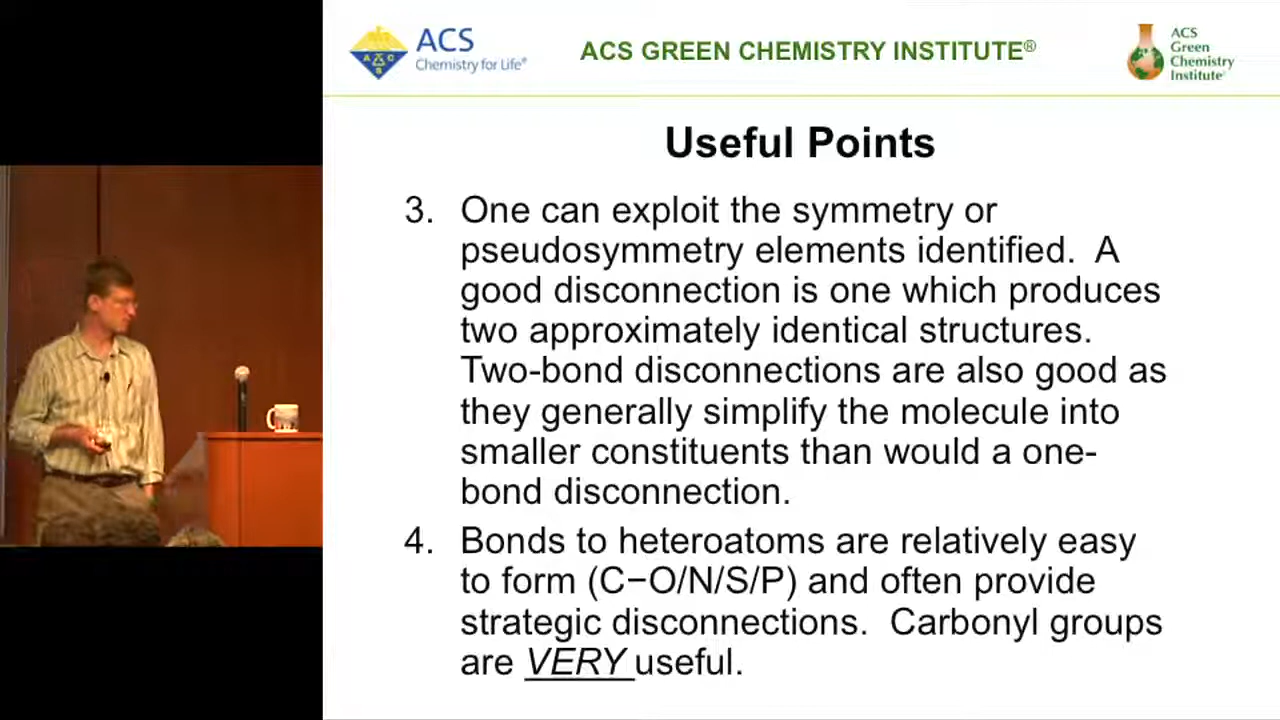 ACS
Chemistry for Life®
ACS GREEN CHEMISTRY INSTITUTE®
ACS
Green
Chemistry
Institute®
A C S
Useful Points
3. One can exploit the symmetry or
pseudosymmetry elements identified. A
good disconnection is one which produces
two approximately identical structures.
Two-bond disconnections are also good as
they generally simplify the molecule into
smaller constituents than would a one-
bond disconnection.
4. Bonds to heteroatoms are relatively easy
to form (C−O/N/S/P) and often provide
strategic disconnections. Carbonyl groups
are VERY useful.